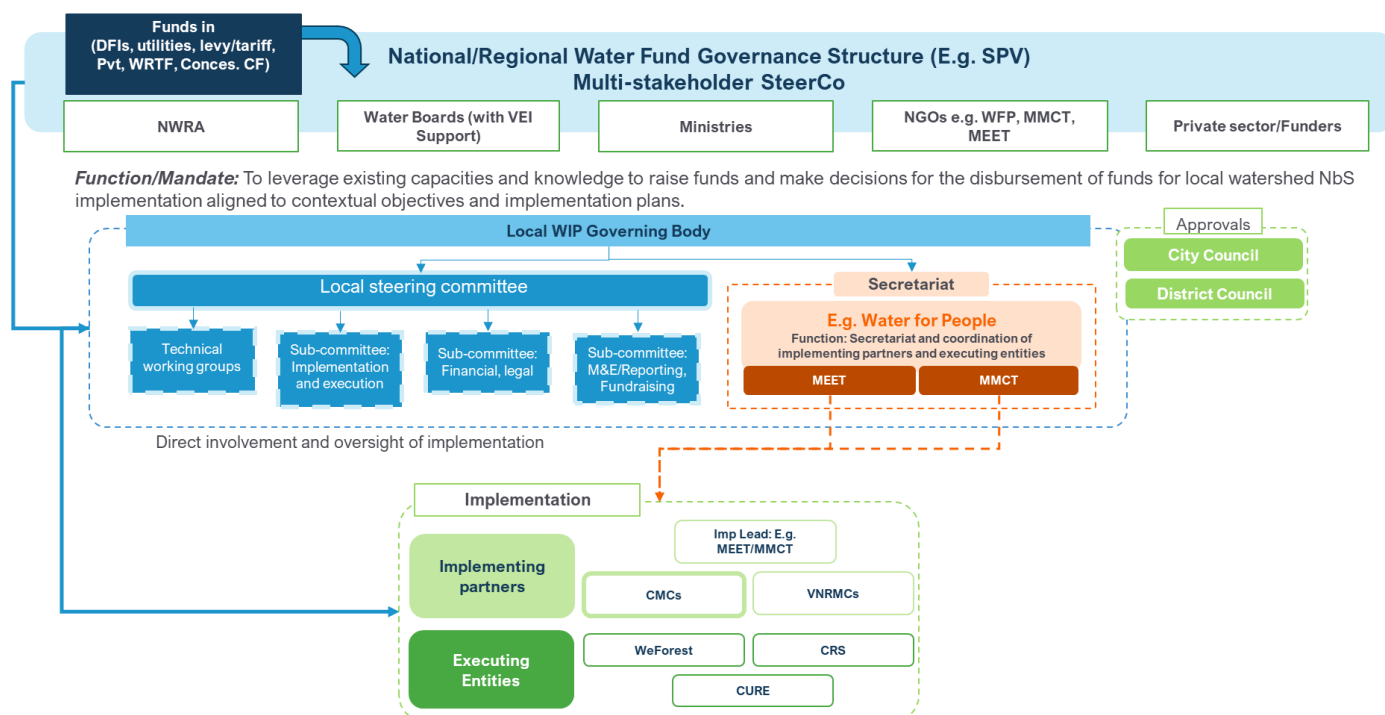 Funds in
(DFIs, utilities, levy/tariff,
Pvt, WRTF, Conces. CF)
National/Regional Water Fund Governance Structure (E.g. SPV)
Multi-stakeholder SteerCo
NWRA
Water Boards (with VEI
Support)
Ministries
NGOs e.g. WFP, MMCT,
MEET
Private sector/Funders
Function/Mandate: To leverage existing capacities and knowledge to raise funds and make decisions for the disbursement of funds for local watershed NbS
implementation aligned to contextual objectives and implementation plans.
Local WIP Governing Body
Approvals
City Council
District Council
Local steering committee
Technical
working groups
Sub-committee:
Implementation
and execution
Sub-committee:
Financial, legal
Sub-committee:
M&E/Reporting,
Fundraising
Secretariat
E.g. Water for People
Function: Secretariat and coordination of
implementing partners and executing entities
MEET
MMCT
Direct involvement and oversight of implementation
Implementation
Implementing
partners
Imp Lead: E.g.
MEET/MMCT
CMCs
VNRMCs
Executing
Entities
WeForest
CRS
CURE